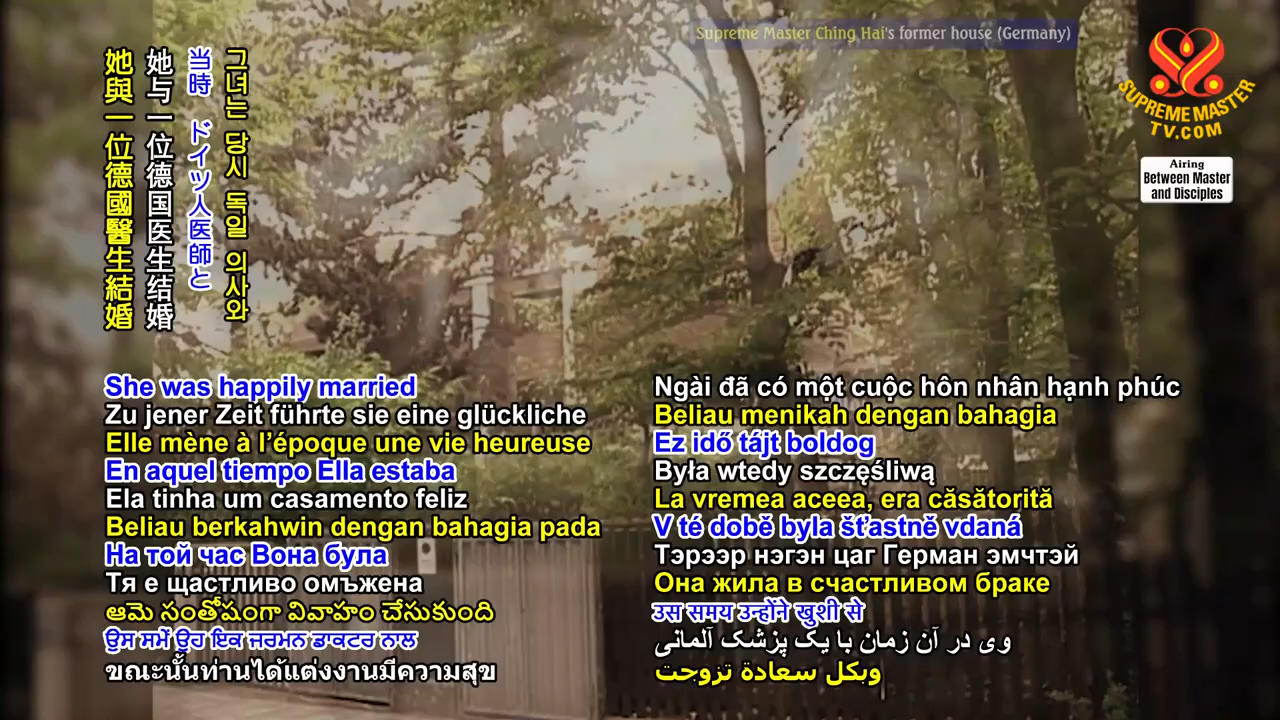 Supreme Master Ching Hai's former house (Germany)
SUPREME MASTER
TV.COM
Airing
Between Master
and Disciples
그녀는 당시 독일 의사와
当時 ドイツ人医師と
她与一位德国医生结婚
她與一位德國醫生結婚
She was happily married
Zu jener Zeit führte sie eine glückliche
Elle mène à l’époque une vie heureuse
En aquel tiempo Ella estaba
Ela tinha um casamento feliz
Beliau berkahwin dengan bahagia pada
На той час Вона була
Тя е щастливо омъжена
ఆమె సంతోషంగా వివాహం చేసుకుంది
ਉਸ ਸਮੇਂ ਉਹ ਇਕ ਜਰਮਨ ਡਾਕਟਰ ਨਾਲ
ขณะนั้นท่านได้แต่งงานมีความสุข
Ngài đã có một cuộc hôn nhân hạnh phúc
Beliau menikah dengan bahagia
Ez idő tájt boldog
Była wtedy szczęśliwą
La vremea aceea, era căsătorită
V té době byla šťastně vdaná
Тэрээр нэгэн цаг Герман эмчтэй
Она жила в счастливом браке
उस समय उन्होंने खुशी से
وی در آن زمان با یک پزشک آلمانی
وبكل سعادة تزوجت